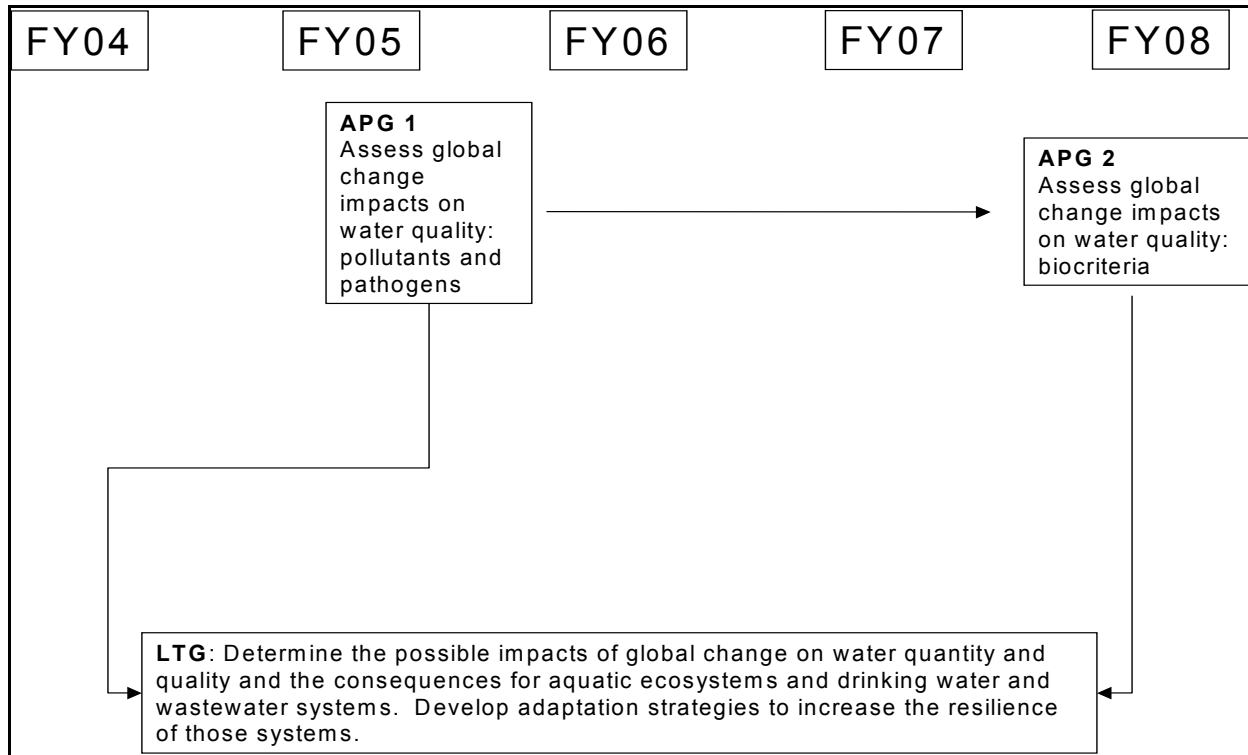 FY04 FY05 FY06 FY07 FY08
APG 1
Assess global
change
impacts on
water quality:
pollutants and
pathogens
APG 2
Assess global
change impacts
on water quality:
biocriteria
LTG: Determine the possible impacts of global change on water quantity and
quality and the consequences for aquatic ecosystems and drinking water and
wastewater systems. Develop adaptation strategies to increase the resilience
of those systems.